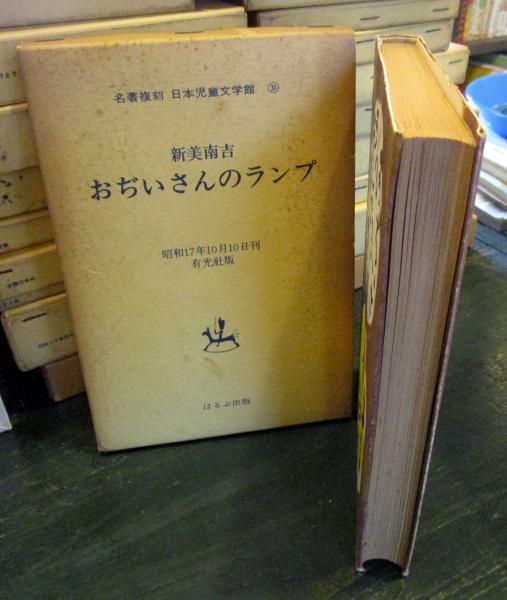 名著複刻 日本児童文学館 ㉛
新美南吉
おぢいさんのランプ
昭和17年10月10日刊
有光社版
ほるぷ出版